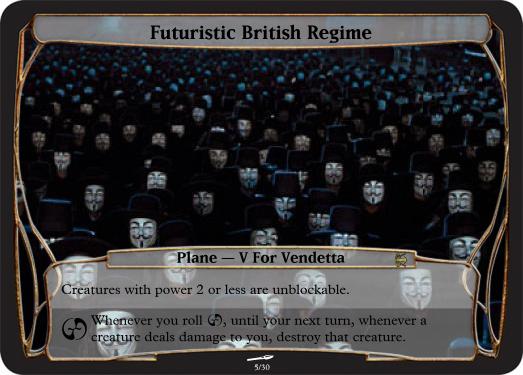 Futuristic British Regime
Plane — V For Vendetta
Creatures with power 2 or less are unblockable.
Whenever you roll , until your next turn, whenever a
creature deals damage to you, destroy that creature.
5/30